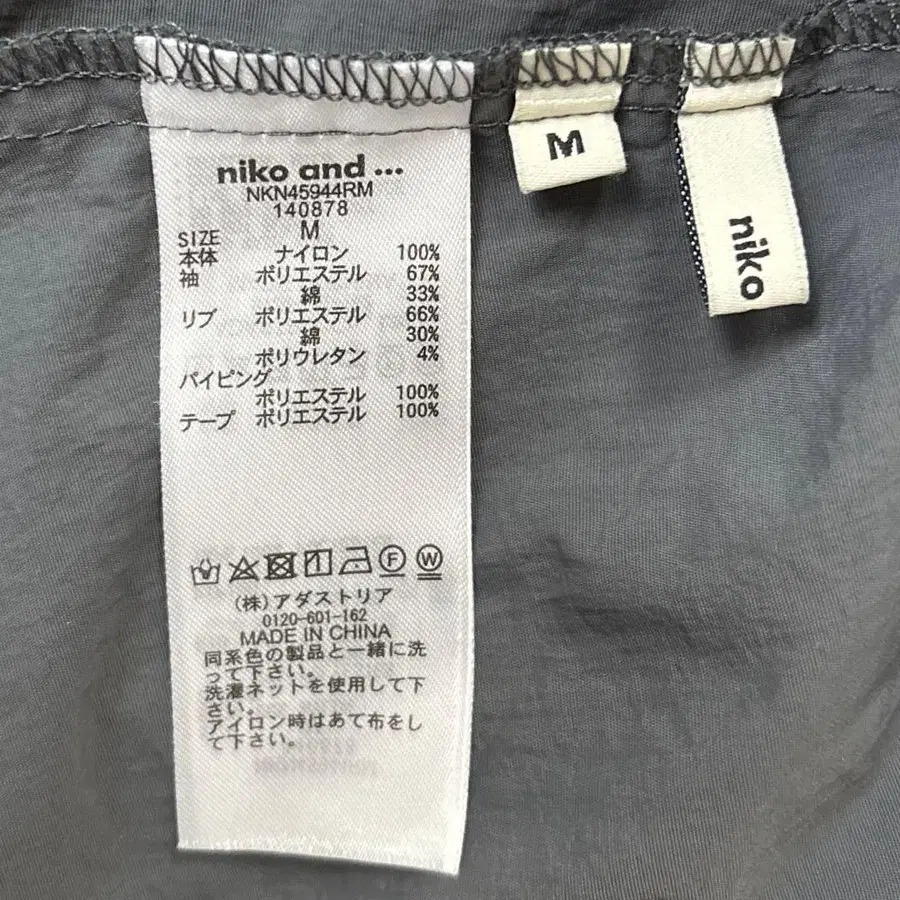 niko and ...
NKN45944RM
140878
SIZE M
本体 ナイロン 100%
袖 ポリエステル 67%
綿 33%
リブ ポリエステル 66%
綿 30%
ポリウレタン 4%
パイピング
ポリエステル 100%
テープ ポリエステル 100%
F W
(株)アダストリア
0120-601-162
MADE IN CHINA
同系色の製品と一緒に洗
って下さい。
洗濯ネットを使用して下
さい。
アイロン時はあて布をし
て下さい。
M
niko